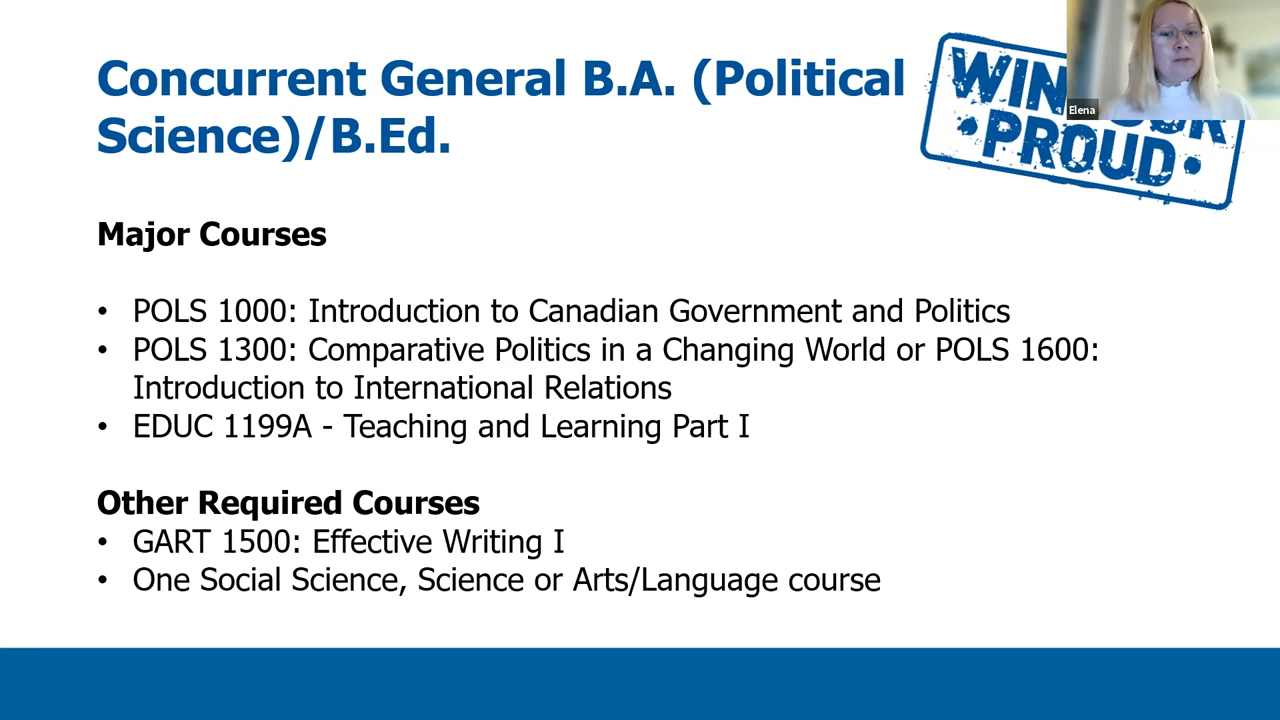 Concurrent General B.A. (Political
Science)/B.Ed.
WIN
PROUD
Elena
Major Courses
• POLS 1000: Introduction to Canadian Government and Politics
• POLS 1300: Comparative Politics in a Changing World or POLS 1600:
Introduction to International Relations
• EDUC 1199A - Teaching and Learning Part I
Other Required Courses
• GART 1500: Effective Writing I
• One Social Science, Science or Arts/Language course